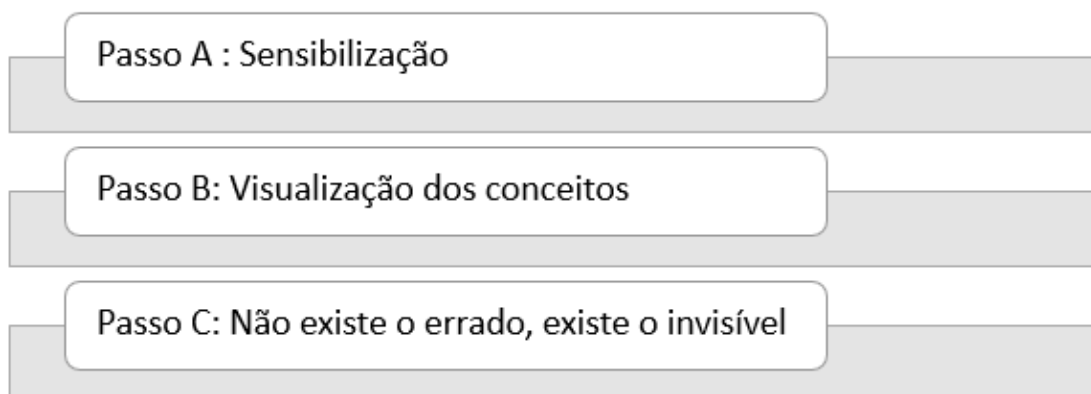 Passo A : Sensibilização
Passo B: Visualização dos conceitos
Passo C: Não existe o errado, existe o invisível